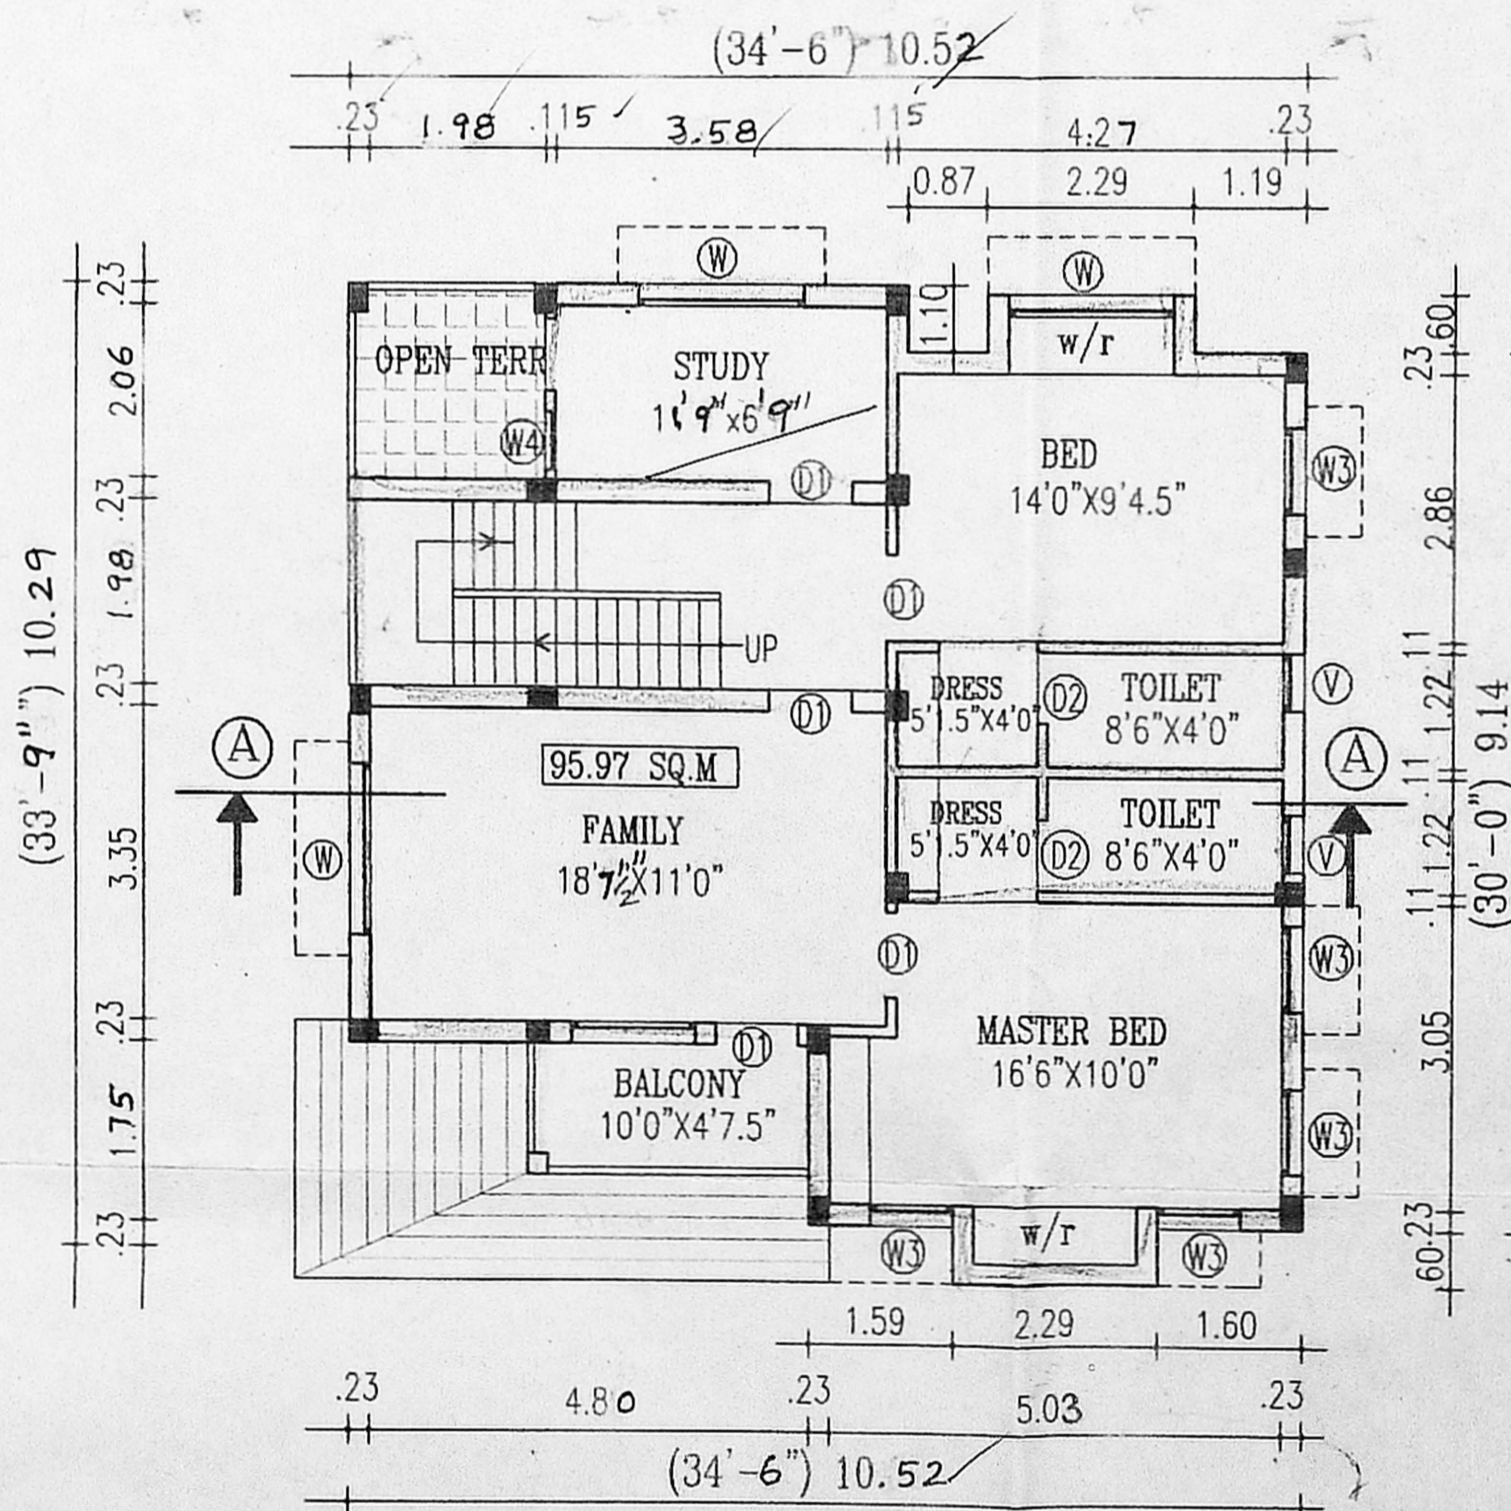 (34'-6") 10.52
.23 1.98 .115 3.58 .115 4.27 .23
0.87 2.29 1.19
W
W
.23
1.10
.60
w/r
OPEN TERR
STUDY
11'9"x6'9"
2.06
.23
W4
D1
BED
14'0"X9'4.5"
W3
2.86
.23
1.98
D1
UP
(33'-9") 10.29
.23
D1
DRESS
5'1.5"X4'0"
D2
TOILET
8'6"X4'0"
V
.11
1.22
A
95.97 SQ.M
A
.11
FAMILY
18'7½"X11'0"
W
3.35
DRESS
5'1.5"X4'0"
D2
TOILET
8'6"X4'0"
V
1.22
(30'-0") 9.14
.11
D1
W3
.23
D1
MASTER BED
16'6"X10'0"
3.05
BALCONY
10'0"X4'7.5"
1.75
W3
.23
W3
w/r
W3
.23
.60
1.59 2.29 1.60
.23 4.80 .23 5.03 .23
(34'-6") 10.52